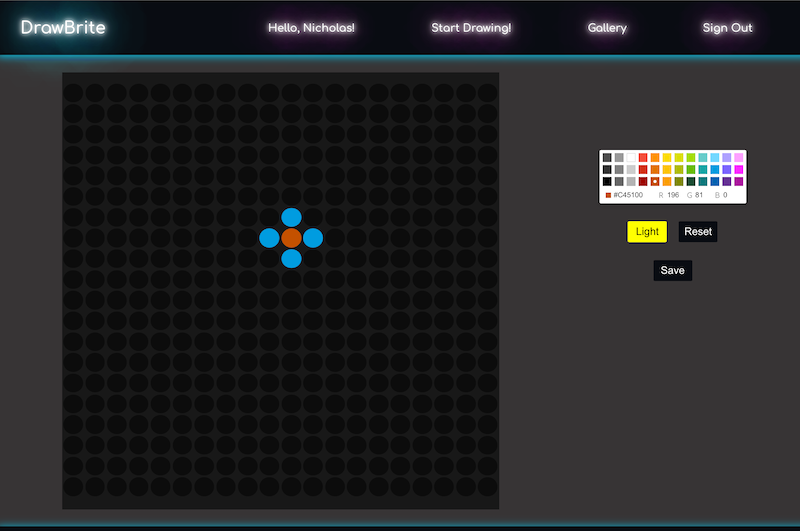 DrawBrite
Hello, Nicholas!
Start Drawing!
Gallery
Sign Out
#C45100 R 196 G 81 B 0
Light
Reset
Save